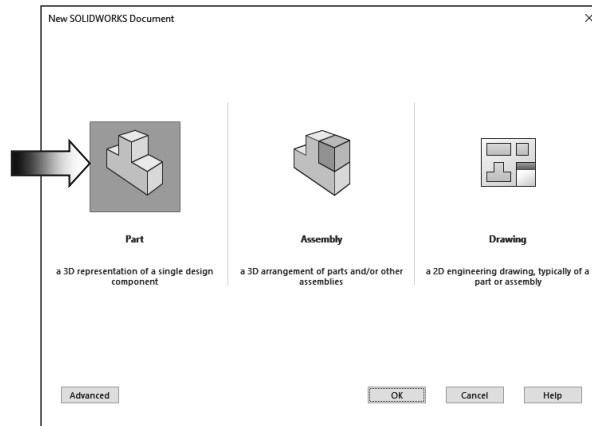 New SOLIDWORKS Document
Part
Assembly
Drawing
a 3D representation of a single design
component
a 3D arrangement of parts and/or other
assemblies
a 2D engineering drawing, typically of a
part or assembly
Advanced
OK
Cancel
Help